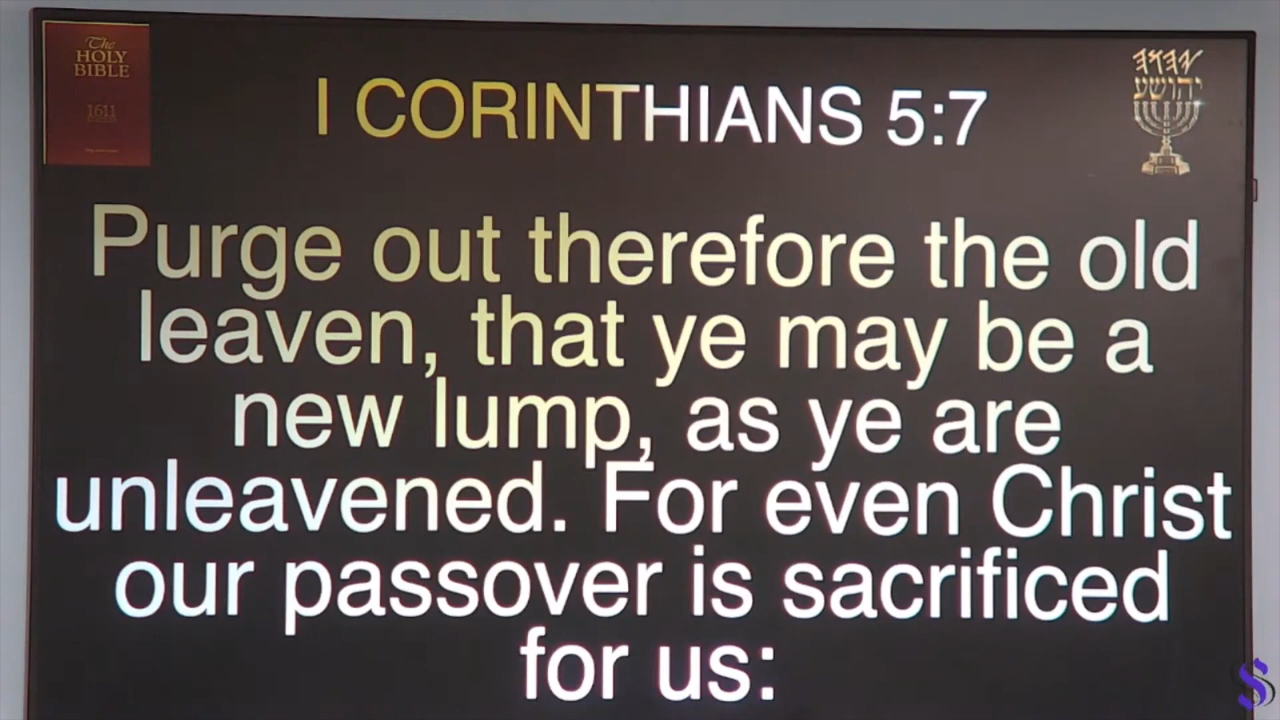 The
HOLY
BIBLE
1611
I CORINTHIANS 5:7
יהושע
Purge out therefore the old
leaven, that ye may be a
new lump, as ye are
unleavened. For even Christ
our passover is sacrificed
for us:
S